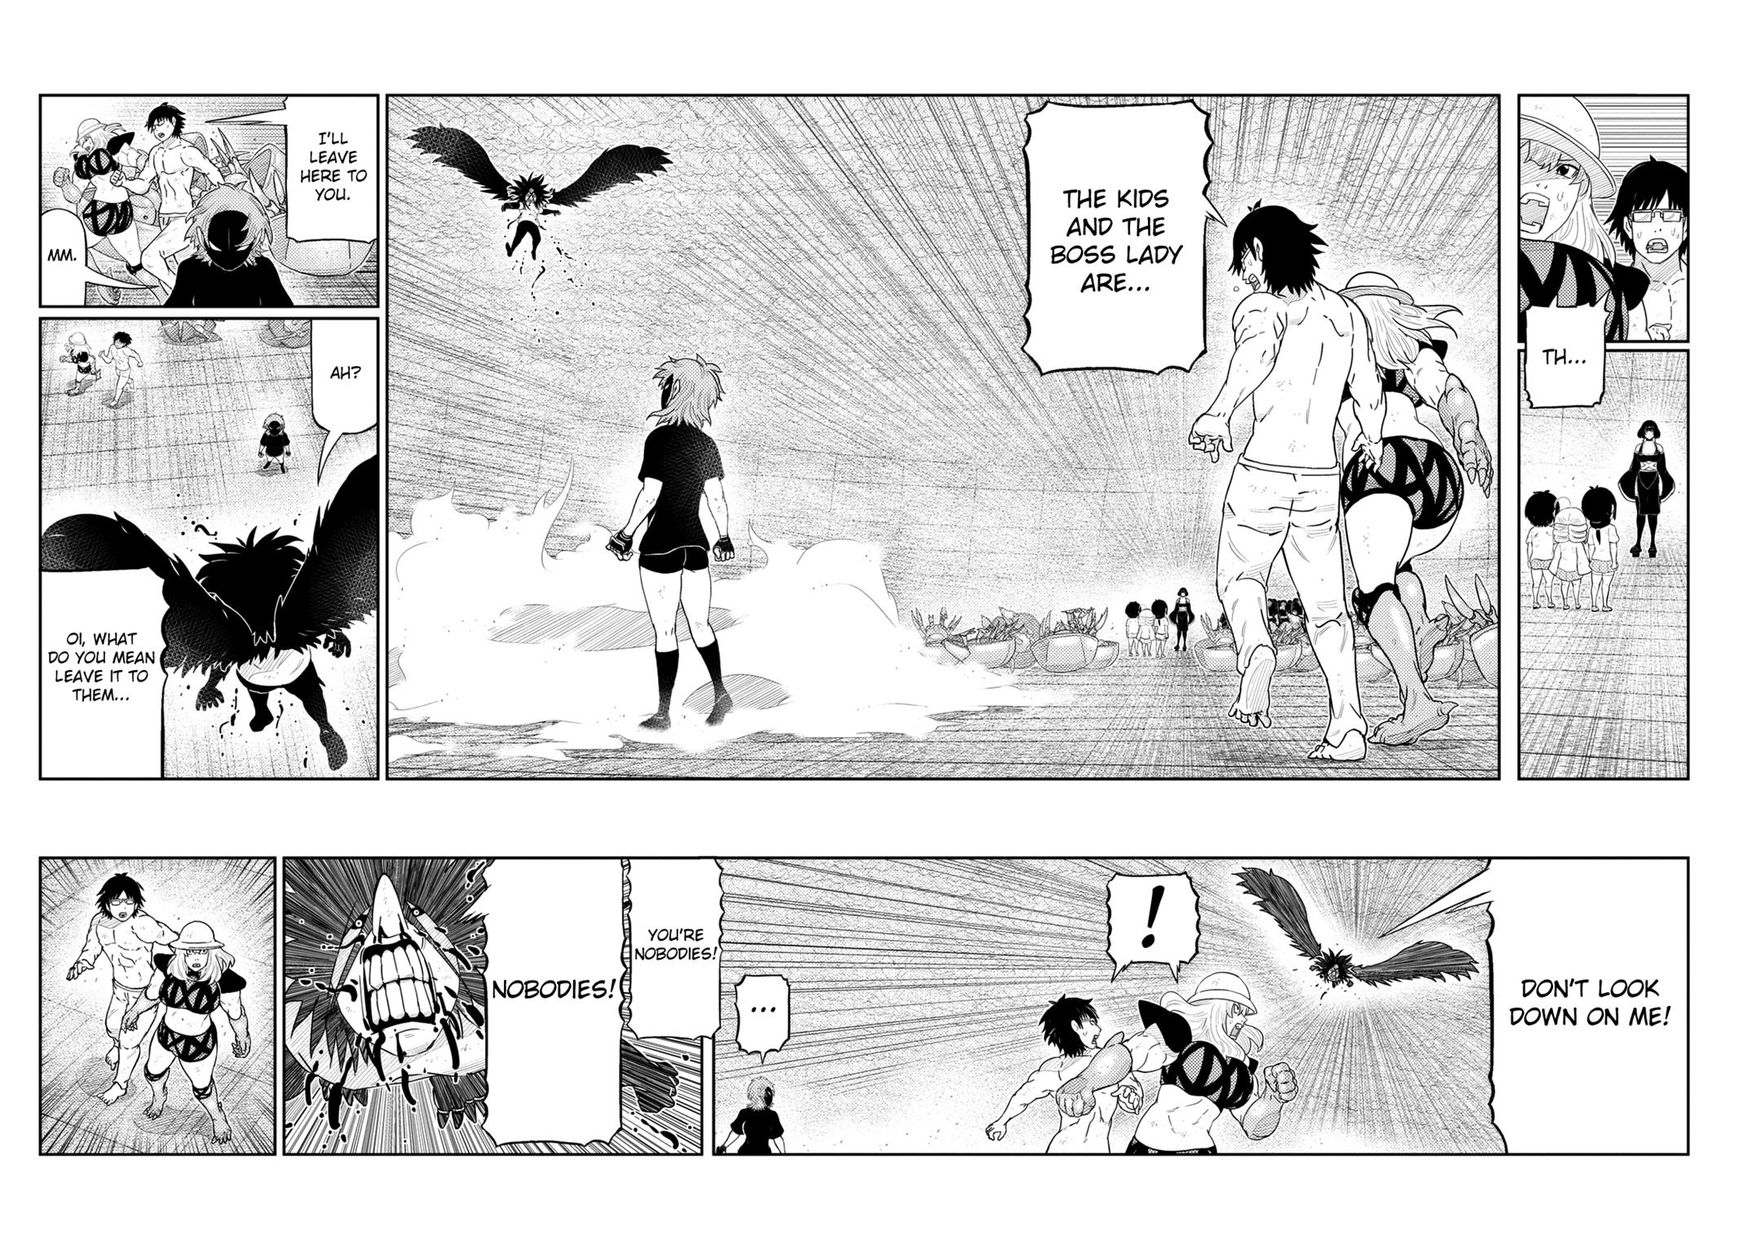 TH...
THE KIDS
AND THE
BOSS LADY
ARE...
I'LL
LEAVE
HERE TO
YOU.
MM.
AH?
OI, WHAT
DO YOU MEAN
LEAVE IT TO
THEM...
DON'T LOOK
DOWN ON ME!
!
...
YOU'RE
NOBODIES!
NOBODIES!